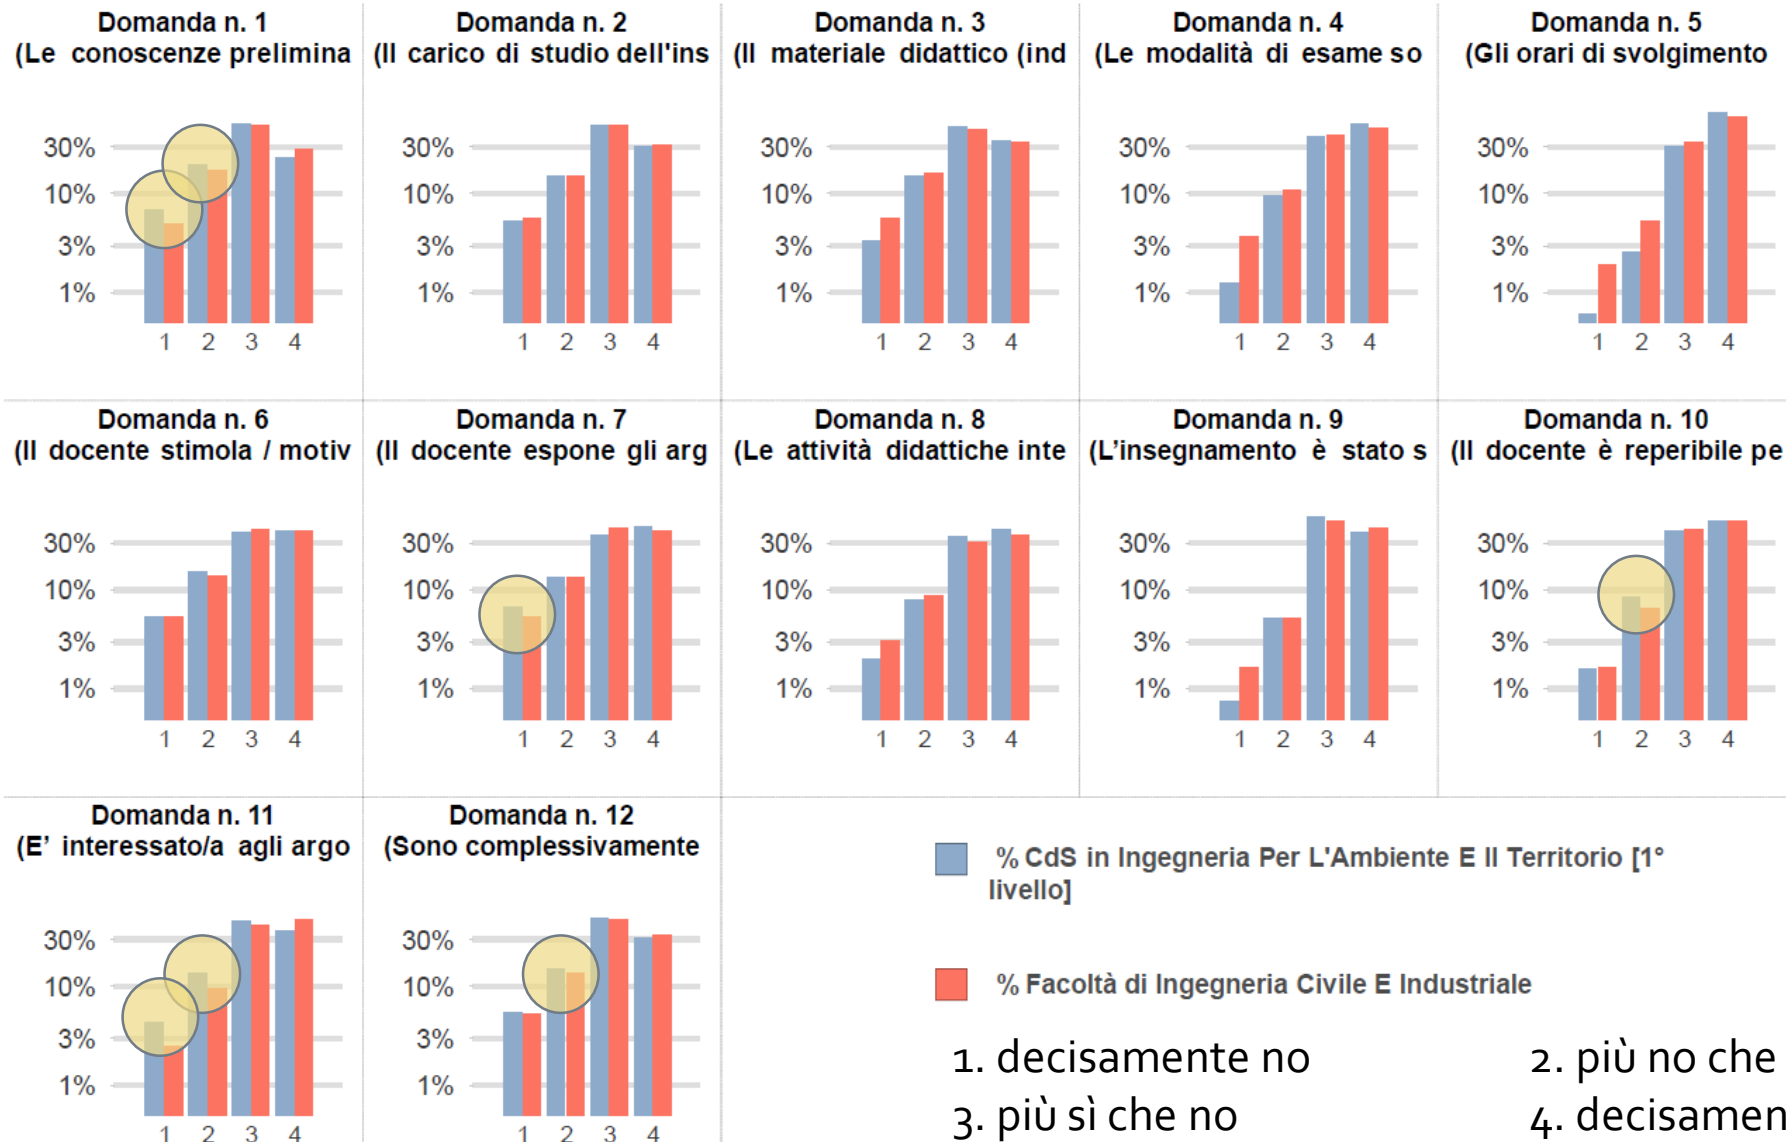 Domanda n. 1
(Le conoscenze prelimina
30%
10%
3%
1%
1 2 3 4
Domanda n. 2
(Il carico di studio dell'ins
30%
10%
3%
1%
1 2 3 4
Domanda n. 3
(Il materiale didattico (ind
30%
10%
3%
1%
1 2 3 4
Domanda n. 4
(Le modalità di esame so
30%
10%
3%
1%
1 2 3 4
Domanda n. 5
(Gli orari di svolgimento
30%
10%
3%
1%
1 2 3 4
Domanda n. 6
(Il docente stimola / motiv
30%
10%
3%
1%
1 2 3 4
Domanda n. 7
(Il docente espone gli arg
30%
10%
3%
1%
1 2 3 4
Domanda n. 8
(Le attività didattiche inte
30%
10%
3%
1%
1 2 3 4
Domanda n. 9
(L'insegnamento è stato s
30%
10%
3%
1%
1 2 3 4
Domanda n. 10
(Il docente è reperibile pe
30%
10%
3%
1%
1 2 3 4
Domanda n. 11
(E' interessato/a agli argo
30%
10%
3%
1%
1 2 3 4
Domanda n. 12
(Sono complessivamente
30%
10%
3%
1%
1 2 3 4
% CdS in Ingegneria Per L'Ambiente E Il Territorio [1°
livello]
% Facoltà di Ingegneria Civile E Industriale
1. decisamente no 2. più no che
3. più sì che no 4. decisamen